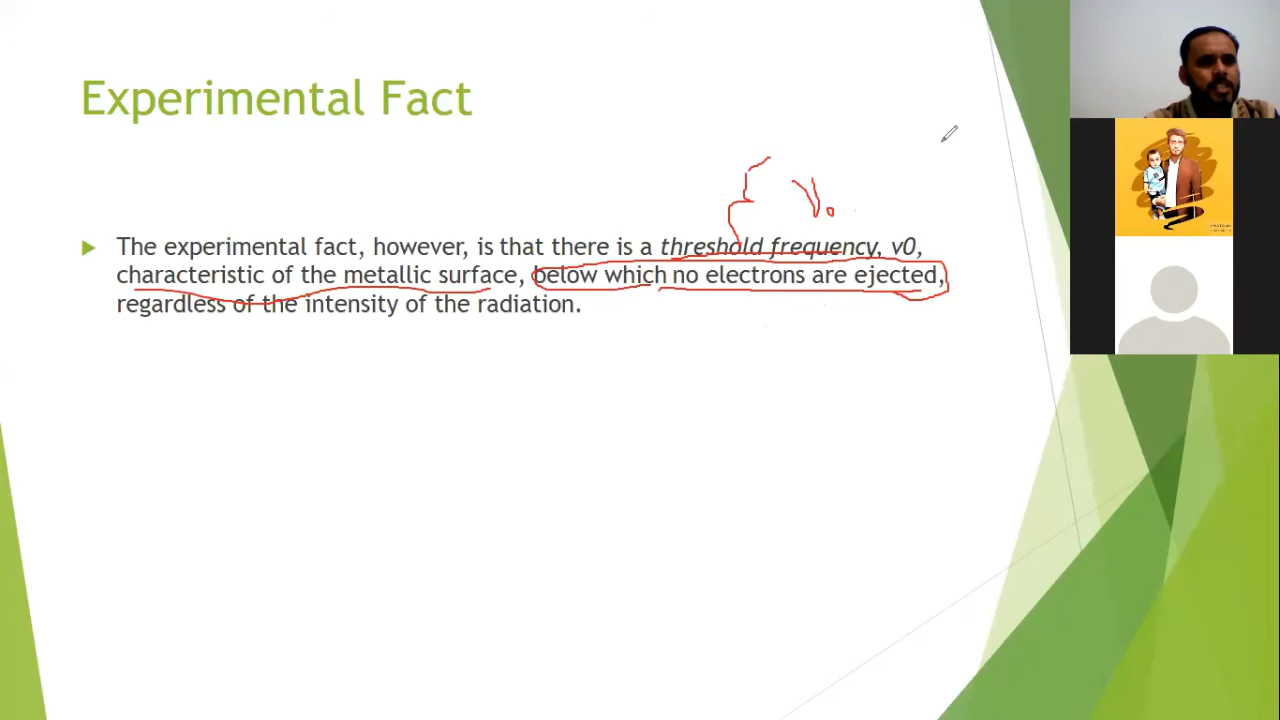 Experimental Fact
ν₀
The experimental fact, however, is that there is a threshold frequency, v0,
characteristic of the metallic surface, below which no electrons are ejected,
regardless of the intensity of the radiation.